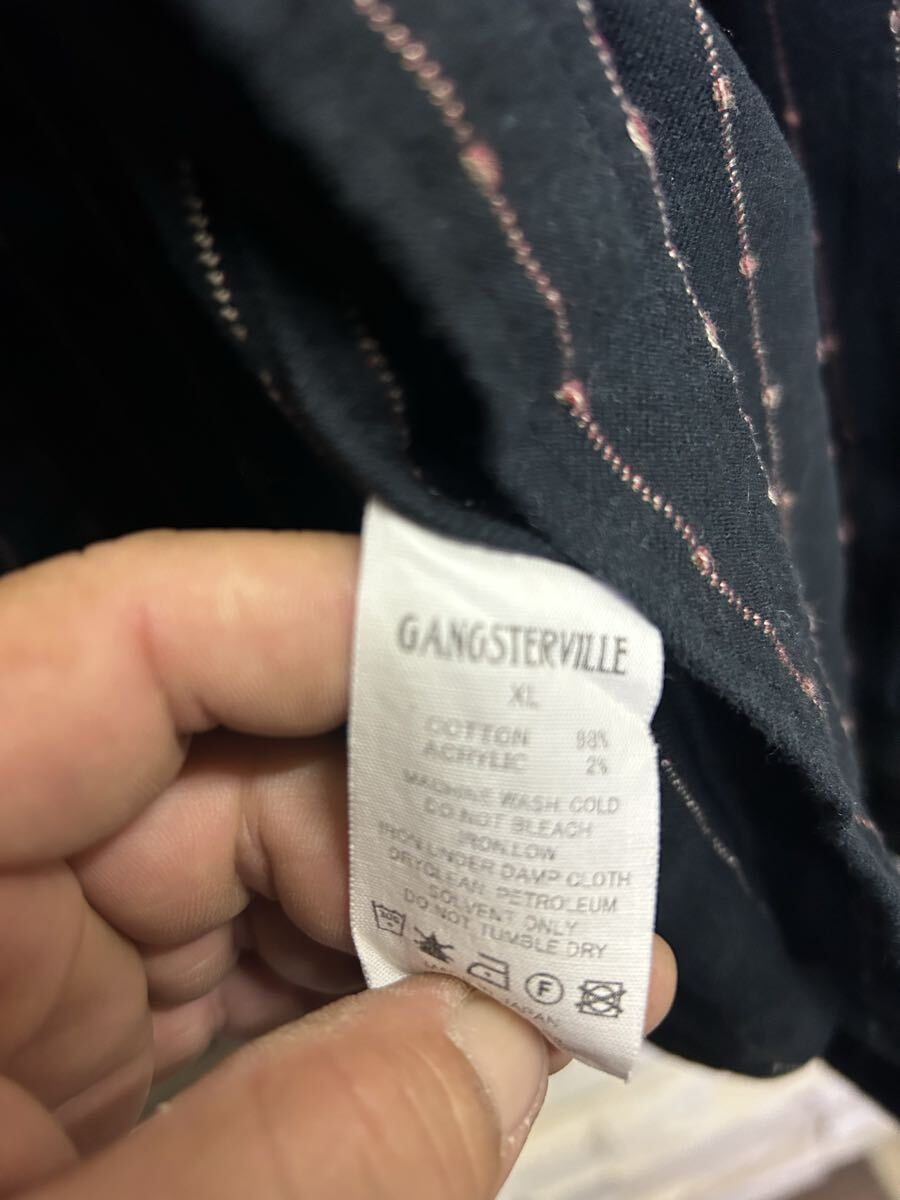 GANGSTERVILLE
XL
COTTON 98%
ACRYLIC 2%
MACHINE WASH COLD
DO NOT BLEACH
IRON LOW
IRON UNDER DAMP CLOTH
DRYCLEAN, PETROLEUM
SOLVENT ONLY
DO NOT TUMBLE DRY
F
JAPAN